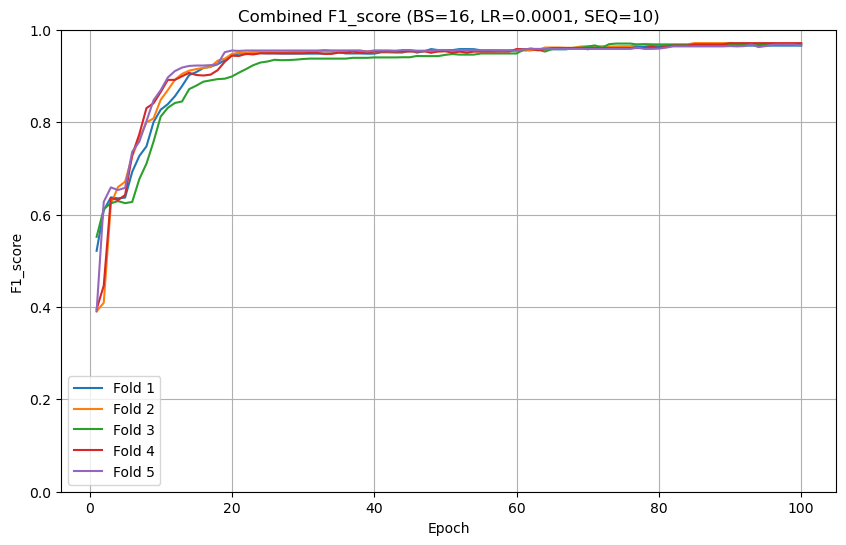 Combined F1_score (BS=16, LR=0.0001, SEQ=10)
1.0
0.8
0.6
0.4
0.2
0.0
F1_score
Fold 1
Fold 2
Fold 3
Fold 4
Fold 5
0 20 40 60 80 100
Epoch